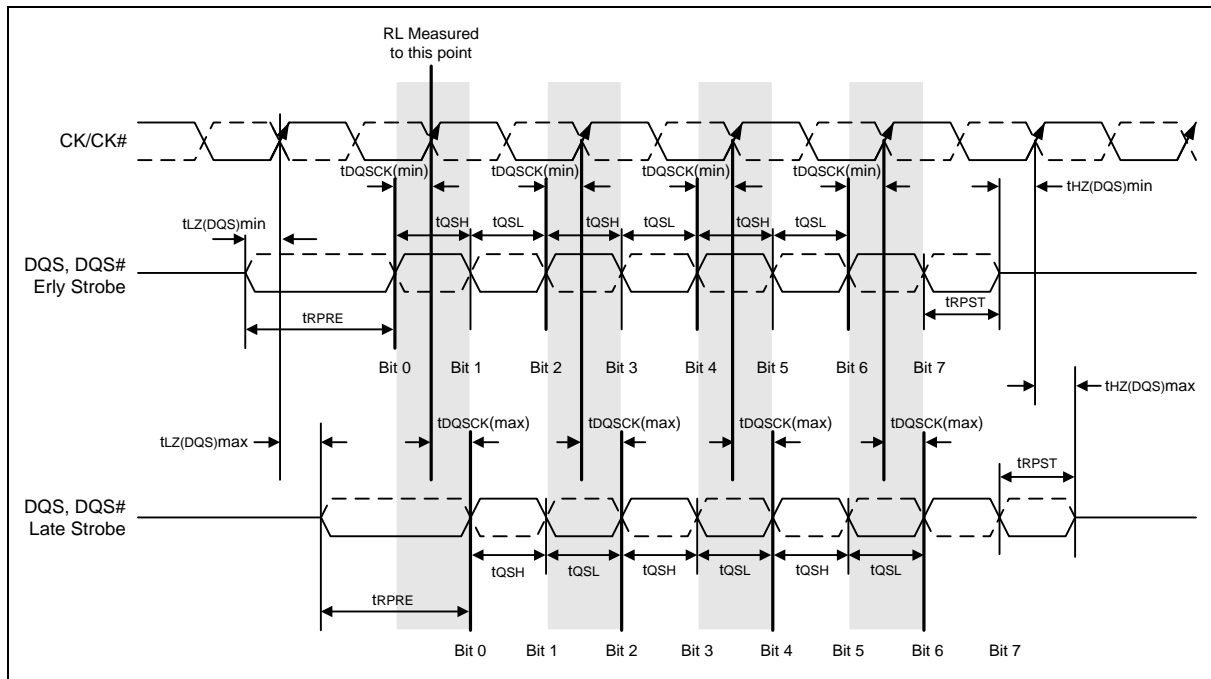 RL Measured
to this point
CK/CK#
tDQSCK(min) tDQSCK(min) tDQSCK(min) tDQSCK(min)
tHZ(DQS)min
tLZ(DQS)min
tQSH tQSL tQSH tQSL tQSH tQSL
DQS, DQS#
Erly Strobe
tRPRE
tRPST
Bit 0 Bit 1 Bit 2 Bit 3 Bit 4 Bit 5 Bit 6 Bit 7
tHZ(DQS)max
tDQSCK(max) tDQSCK(max) tDQSCK(max) tDQSCK(max)
tLZ(DQS)max
tRPST
DQS, DQS#
Late Strobe
tQSH tQSL tQSH tQSL tQSH tQSL
tRPRE
Bit 0 Bit 1 Bit 2 Bit 3 Bit 4 Bit 5 Bit 6 Bit 7